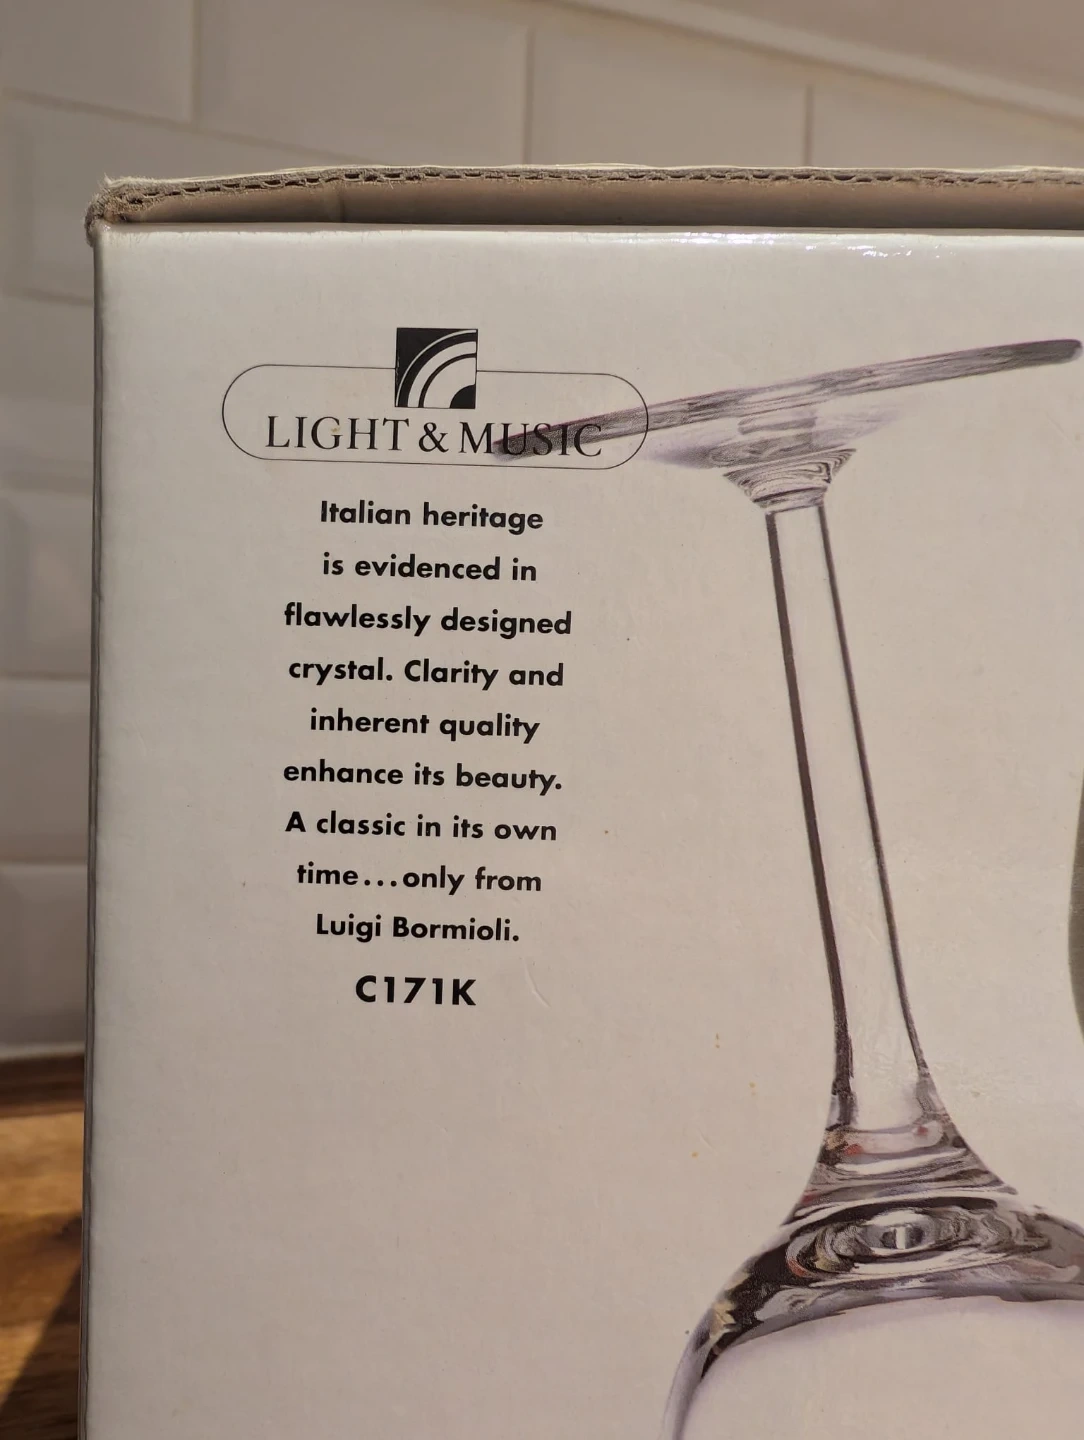 LIGHT & MUSIC
Italian heritage
is evidenced in
flawlessly designed
crystal. Clarity and
inherent quality
enhance its beauty.
A classic in its own
time...only from
Luigi Bormioli.
C171K